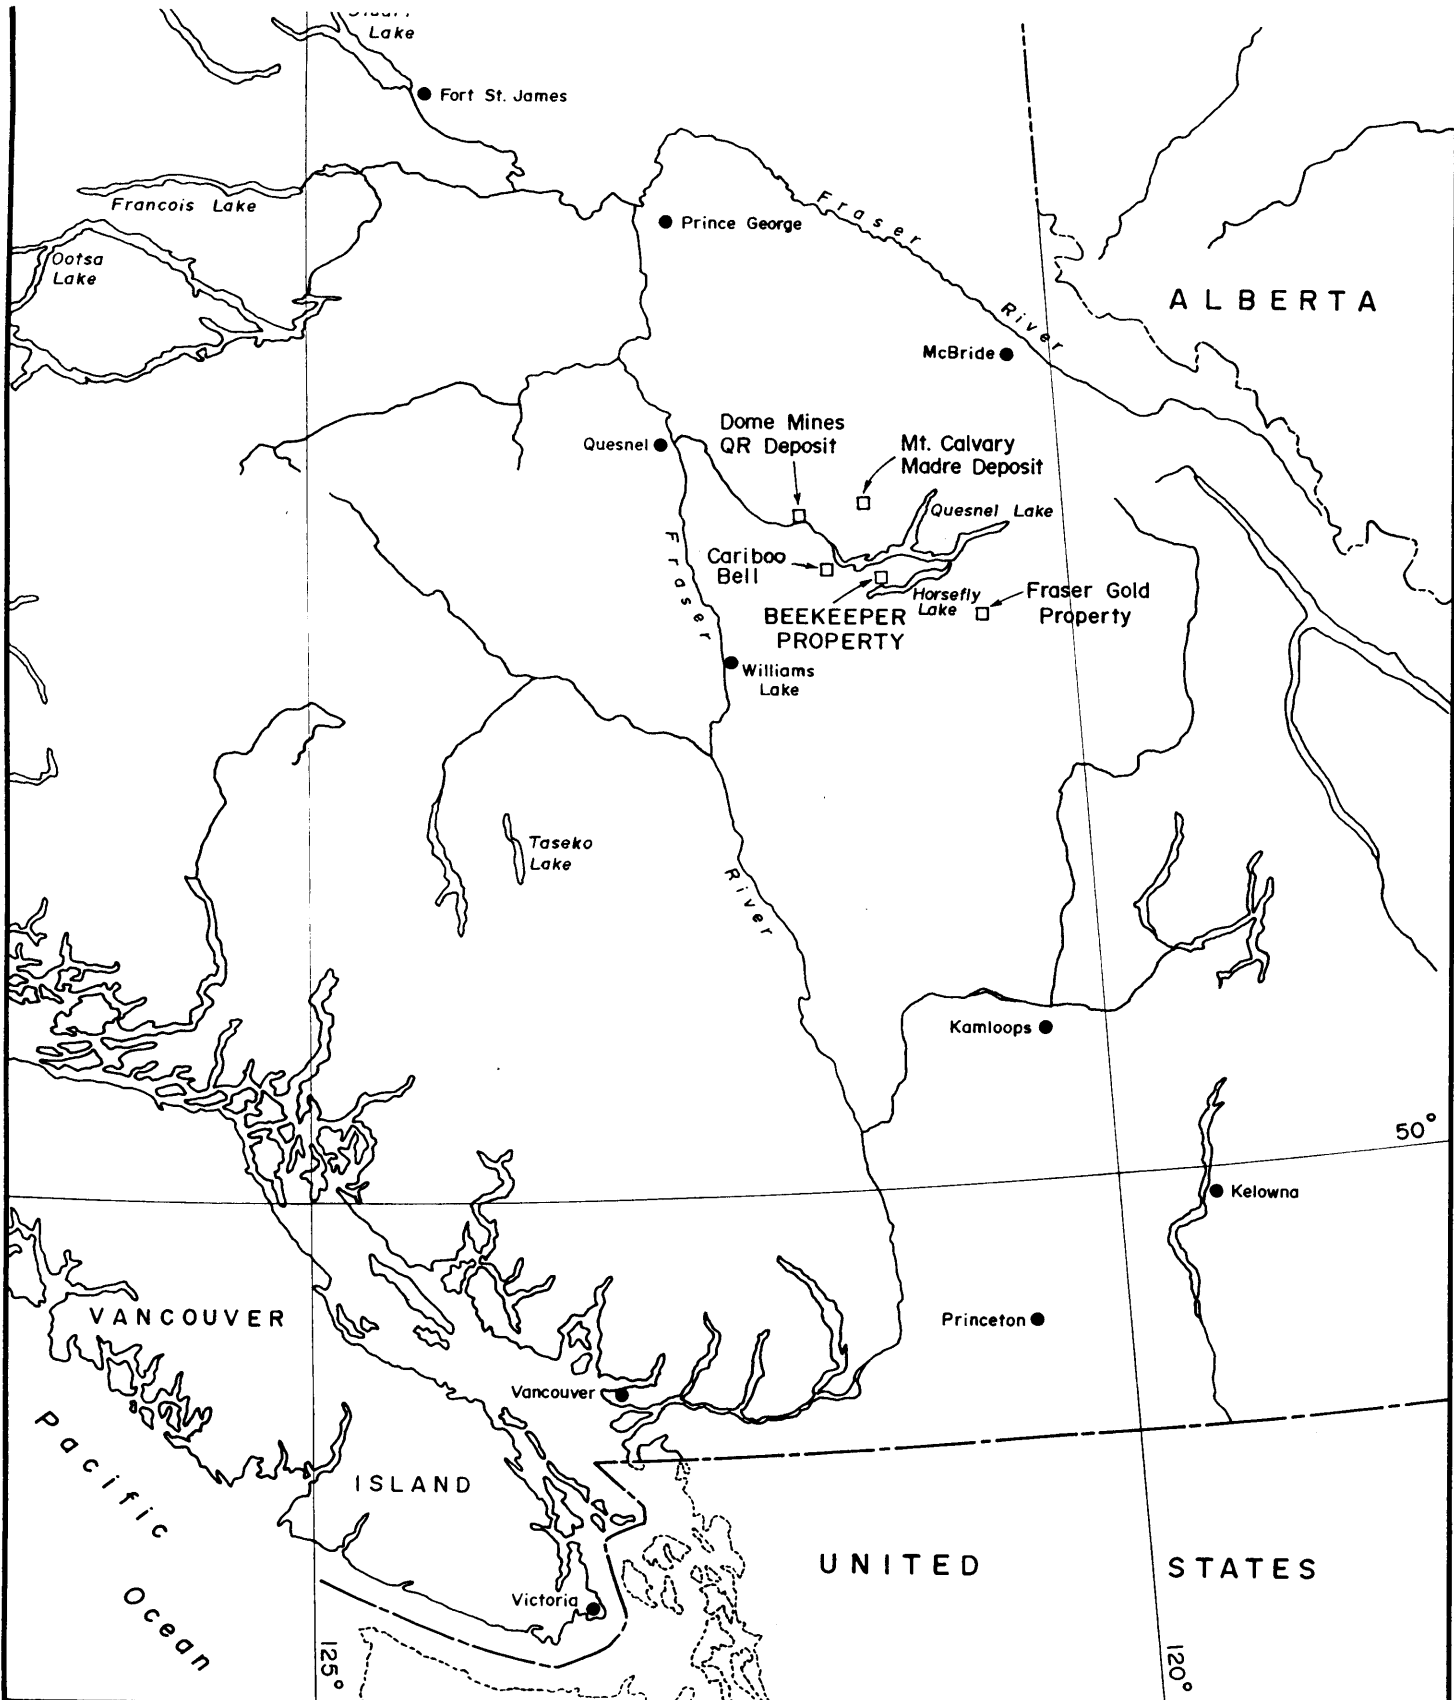 Lake
Fort St. James
Francois Lake
Prince George
Fraser
Ootsa
Lake
ALBERTA
River
McBride
Dome Mines
QR Deposit
Quesnel
Mt. Calvary
Madre Deposit
Quesnel Lake
Fraser
Cariboo
Bell
Horsefly
Lake
Fraser Gold
Property
BEEKEEPER
PROPERTY
Williams
Lake
Taseko
Lake
River
Kamloops
50°
Kelowna
VANCOUVER
Princeton
Vancouver
Pacific
ISLAND
UNITED STATES
Victoria
Ocean
125°
120°